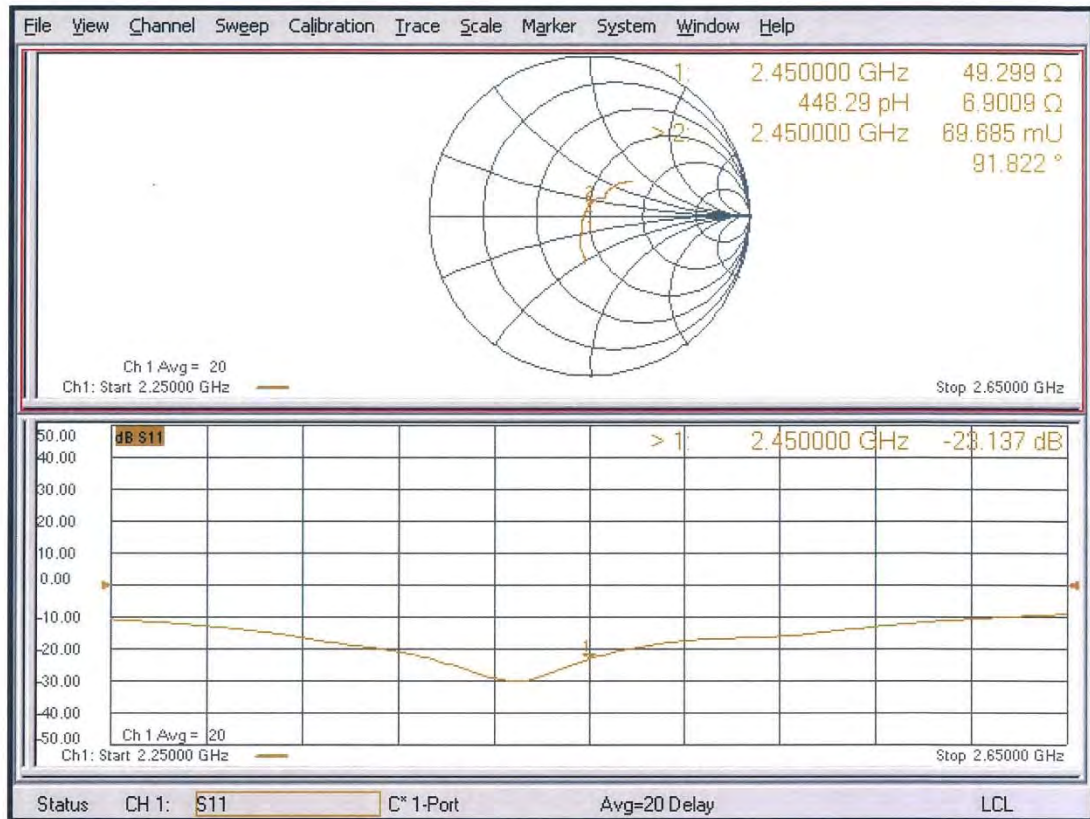 File View Channel Sweep Calibration Trace Scale Marker System Window Help
1: 2.450000 GHz 49.299 Ω
448.29 pH 6.9009 Ω
> 2: 2.450000 GHz 69.685 mU
91.822 °
Ch 1 Avg = 20
Ch1: Start 2.25000 GHz Stop 2.65000 GHz
50.00 dB S11 > 1: 2.450000 GHz -23.137 dB
40.00
30.00
20.00
10.00
0.00
-10.00
-20.00 1
-30.00
-40.00
-50.00 Ch 1 Avg = 20
Ch1: Start 2.25000 GHz Stop 2.65000 GHz
Status CH 1: S11 C* 1-Port Avg=20 Delay LCL